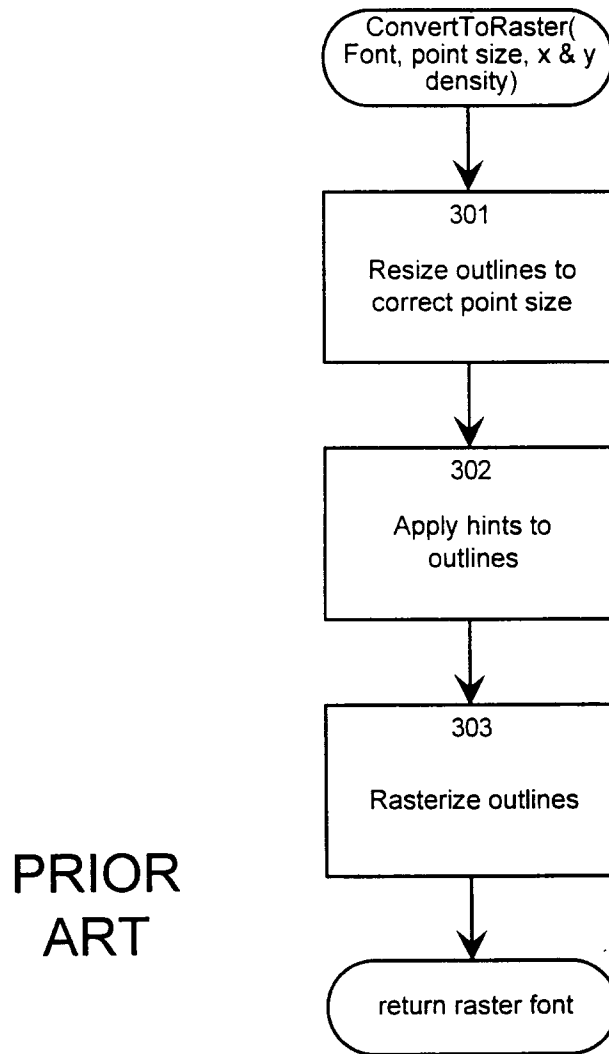 ConvertToRaster(
Font, point size, x & y
density)
301
Resize outlines to
correct point size
302
Apply hints to
outlines
303
Rasterize outlines
PRIOR
ART
return raster font